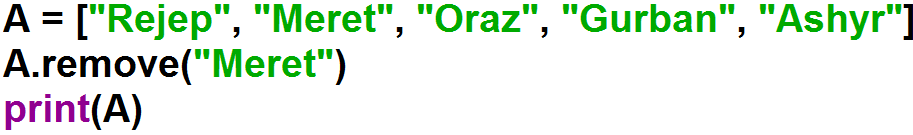 A = ["Rejep", "Meret", "Oraz", "Gurban", "Ashyr"]
A.remove("Meret")
print(A)